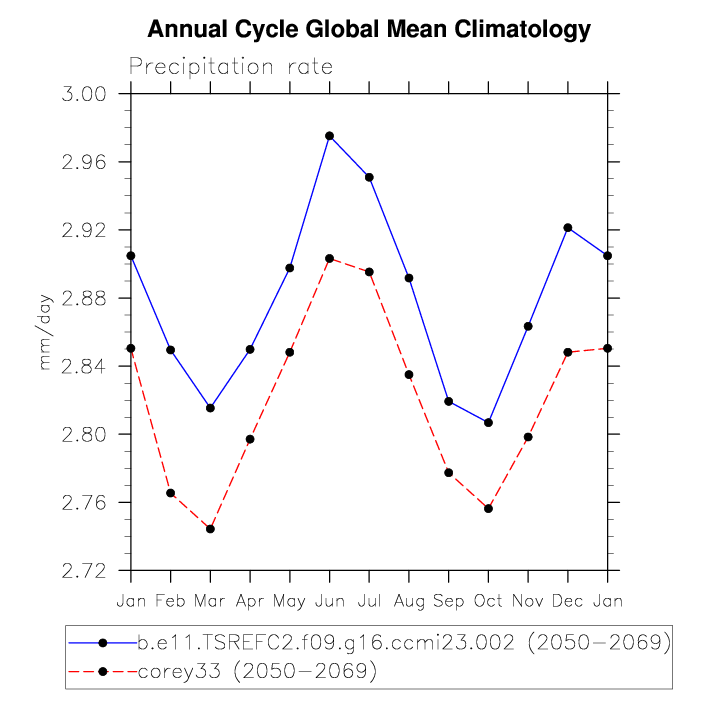 Annual Cycle Global Mean Climatology
Precipitation rate
3.00
2.96
2.92
2.88
2.84
2.80
2.76
2.72
mm/day
Jan Feb Mar Apr May Jun Jul Aug Sep Oct Nov Dec Jan
b.e11.TSREFC2.f09.g16.ccmi23.002 (2050-2069)
corey33 (2050-2069)